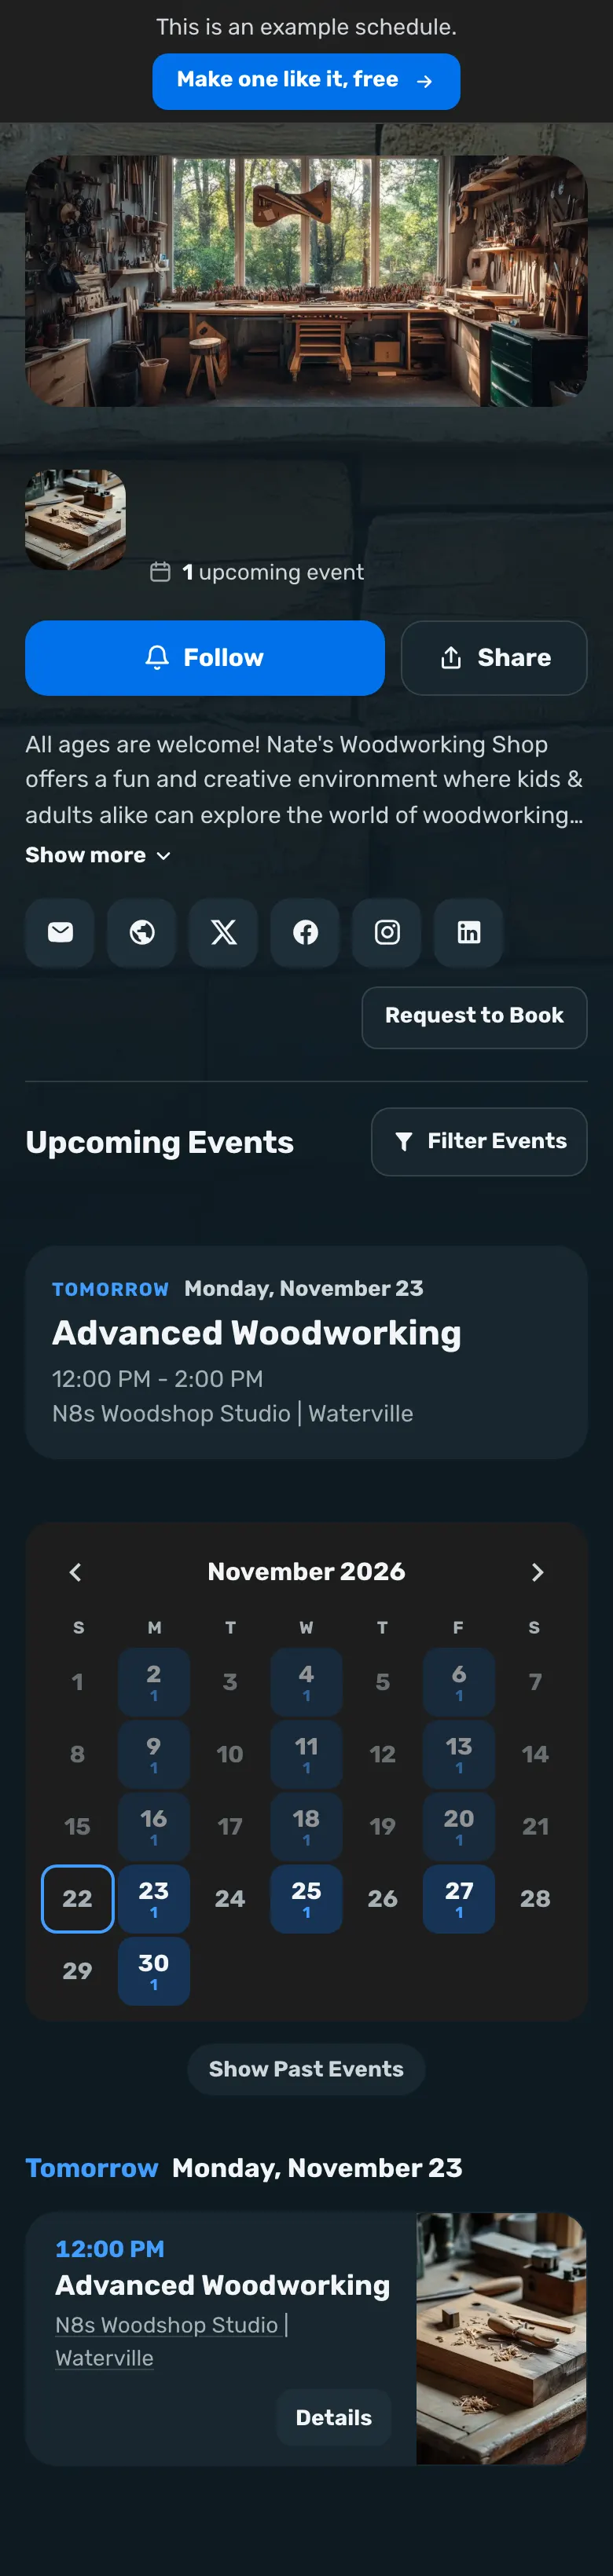 This is an example schedule.
Make one like it, free →
1 upcoming event
Follow
Share
All ages are welcome! Nate's Woodworking Shop
offers a fun and creative environment where kids &
adults alike can explore the world of woodworking...
Show more
Request to Book
Upcoming Events
Filter Events
TOMORROW Monday, November 23
Advanced Woodworking
12:00 PM - 2:00 PM
N8s Woodshop Studio | Waterville
November 2026
S M T W T F S
1 2 3 4 5 6 7
1 1 1
8 9 10 11 12 13 14
1 1 1
15 16 17 18 19 20 21
1 1 1
22 23 24 25 26 27 28
1 1 1
29 30
1
Show Past Events
Tomorrow Monday, November 23
12:00 PM
Advanced Woodworking
N8s Woodshop Studio |
Waterville
Details